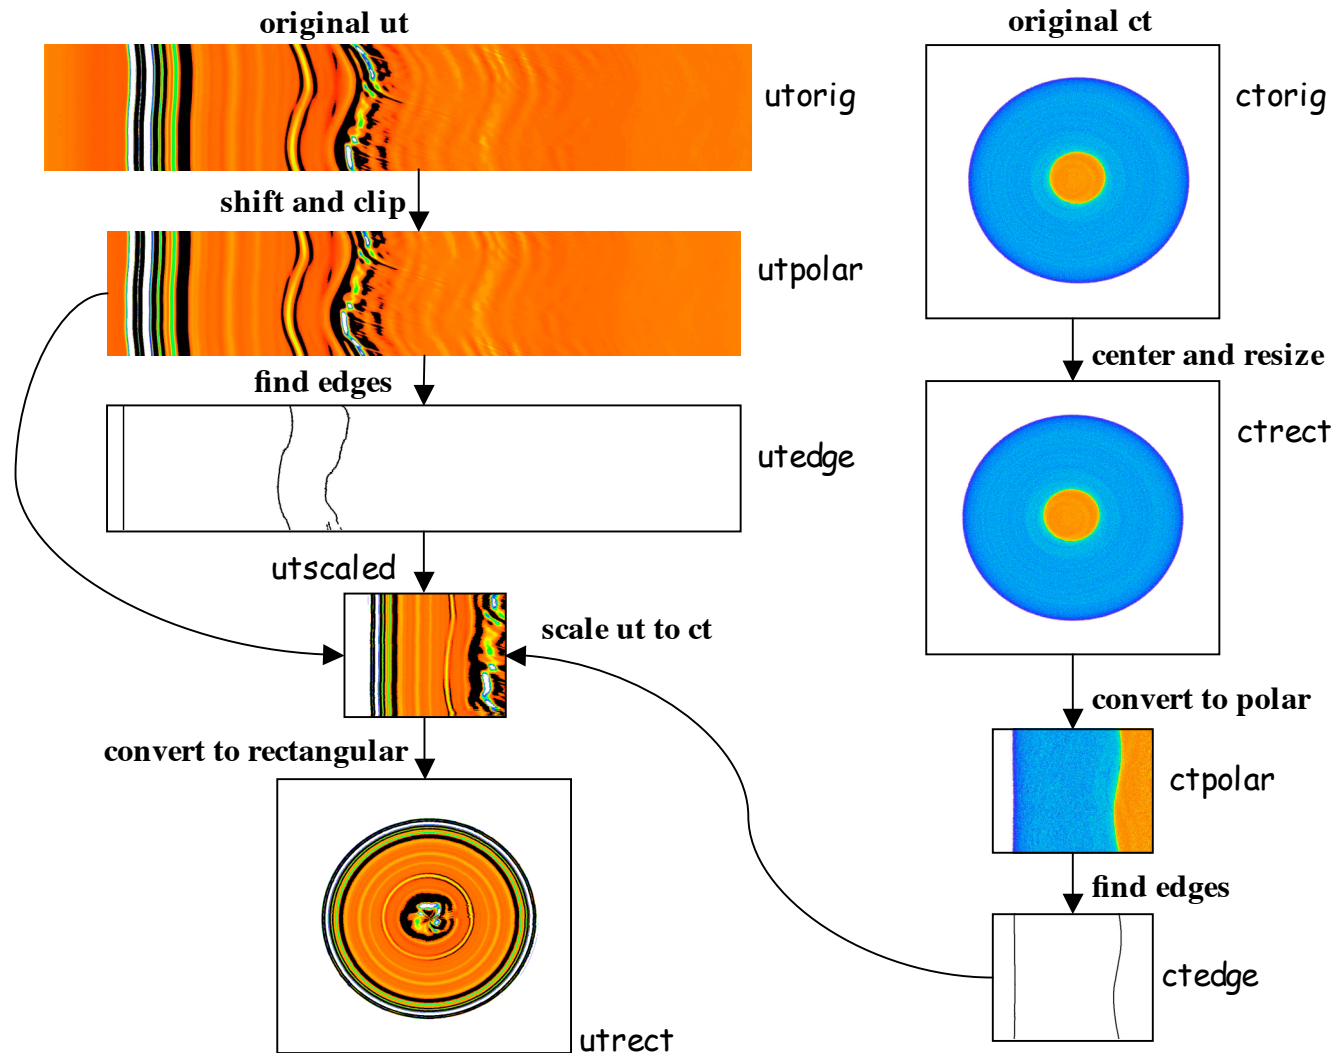 original ut
utorig
shift and clip
utpolar
find edges
utedge
utscaled
scale ut to ct
convert to rectangular
utrect
original ct
ctorig
center and resize
ctrect
convert to polar
ctpolar
find edges
ctedge